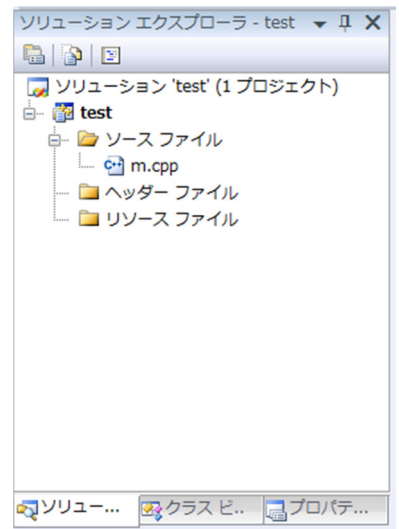 ソリューション エクスプローラ - test
ソリューション 'test' (1 プロジェクト)
test
ソース ファイル
m.cpp
ヘッダー ファイル
リソース ファイル
ソリュー... クラス ビ.. プロパテ...